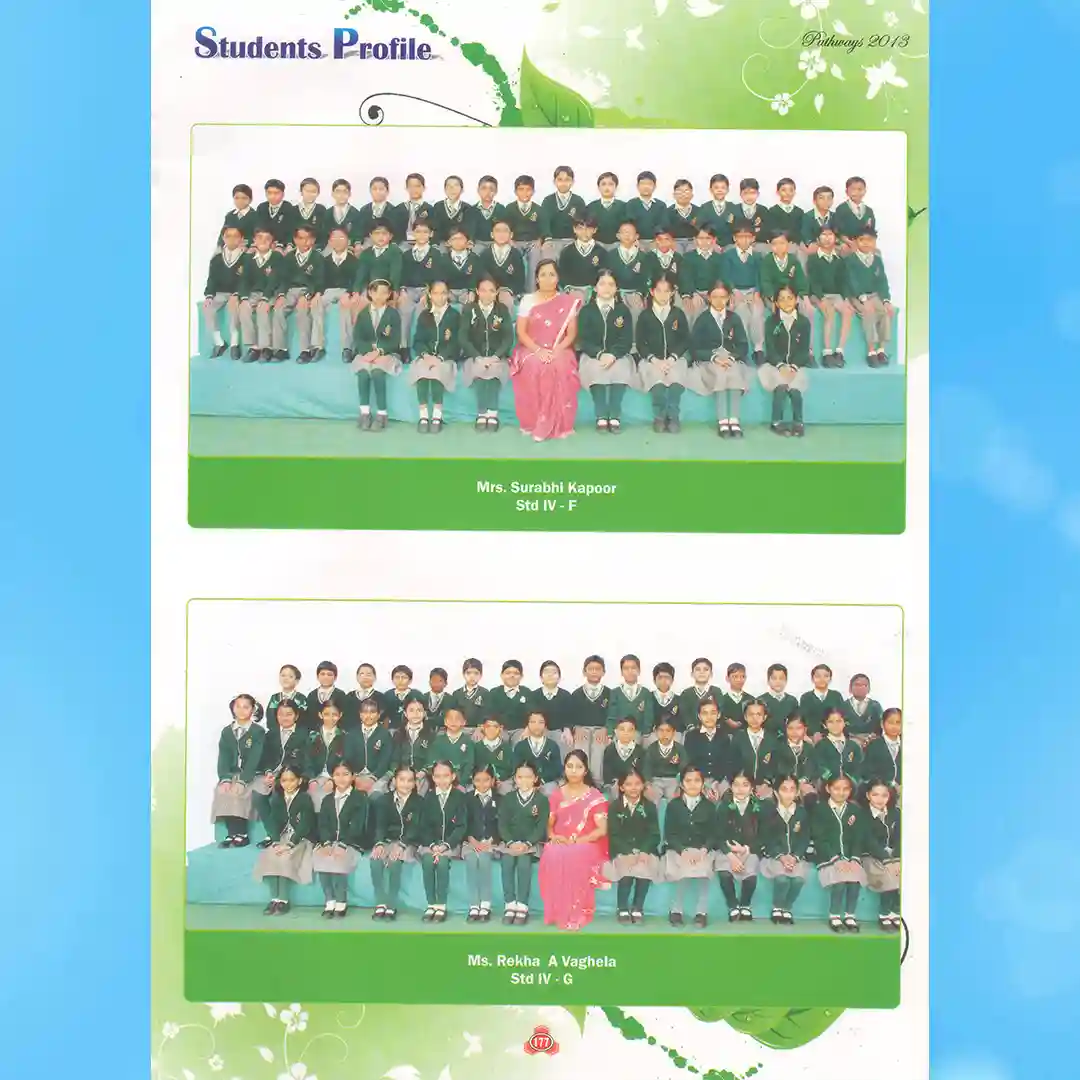 Students Profile
Pathways 2013
Mrs. Surabhi Kapoor
Std IV - F
Ms. Rekha A Vaghela
Std IV - G
177